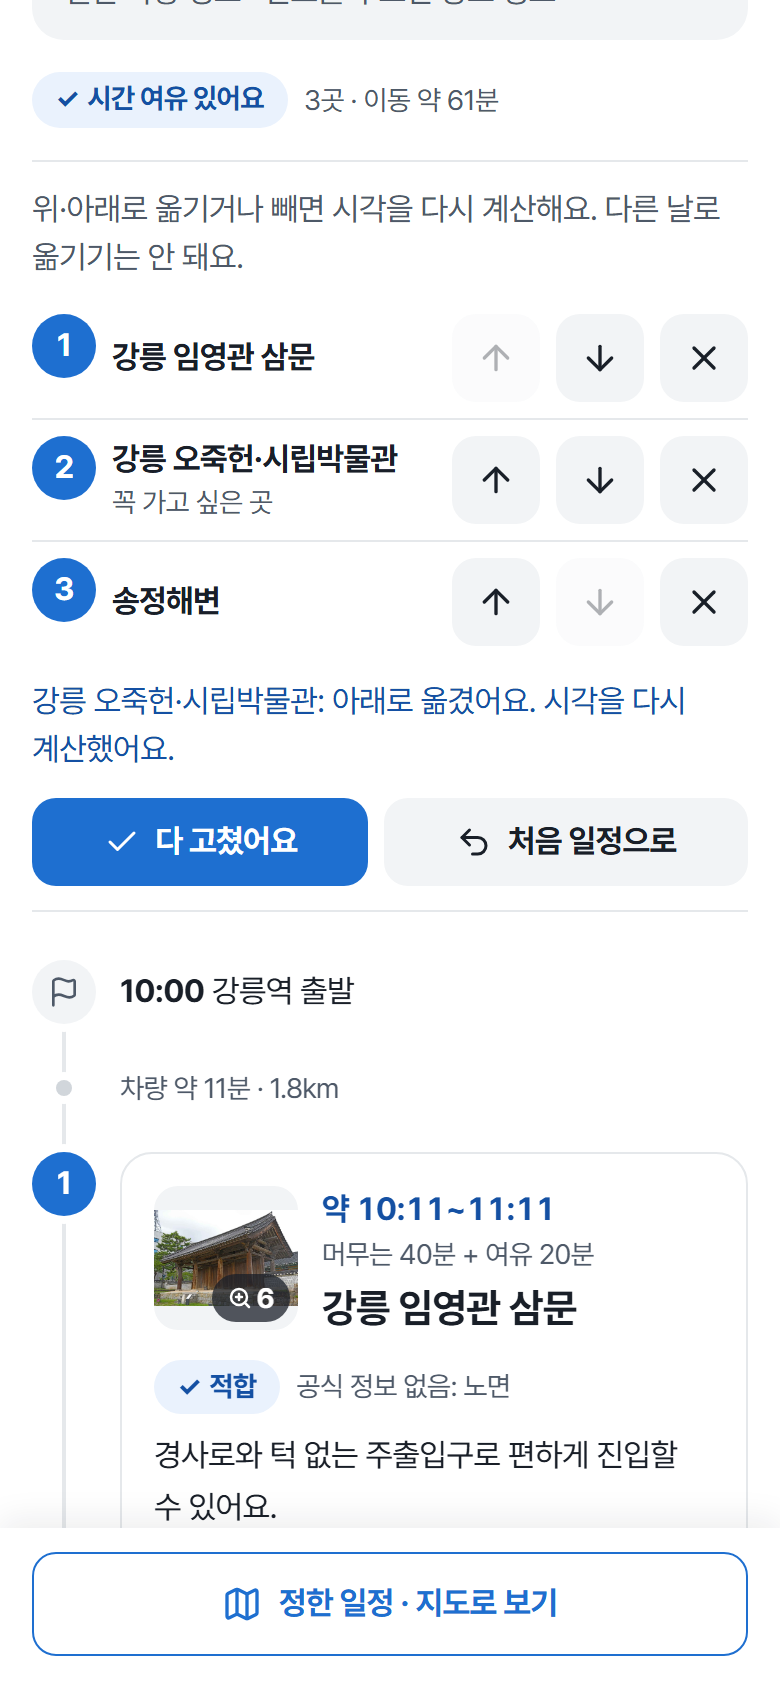 ✓ 시간 여유 있어요 3곳 · 이동 약 61분
위·아래로 옮기거나 빼면 시각을 다시 계산해요. 다른 날로
옮기기는 안 돼요.
1 강릉 임영관 삼문
2 강릉 오죽헌·시립박물관
꼭 가고 싶은 곳
3 송정해변
강릉 오죽헌·시립박물관: 아래로 옮겼어요. 시각을 다시
계산했어요.
다 고쳤어요 처음 일정으로
10:00 강릉역 출발
차량 약 11분 · 1.8km
1
약 10:11~11:11
머무는 40분 + 여유 20분
6
강릉 임영관 삼문
✓ 적합 공식 정보 없음: 노면
경사로와 턱 없는 주출입구로 편하게 진입할
수 있어요.
정한 일정 · 지도로 보기